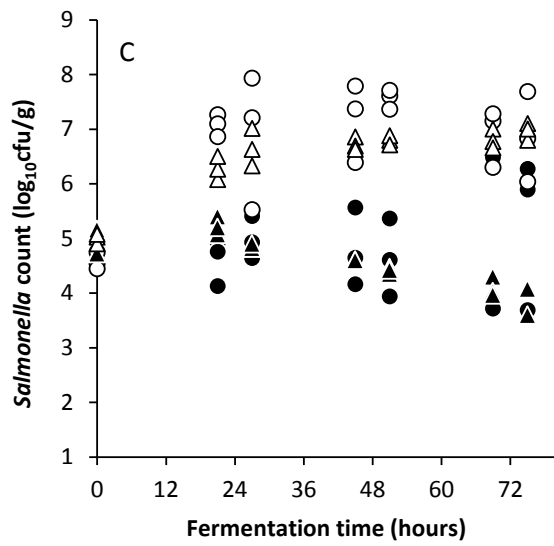 C
Salmonella count (log₁₀cfu/g)
9
8
7
6
5
4
3
2
1
0 12 24 36 48 60 72
Fermentation time (hours)